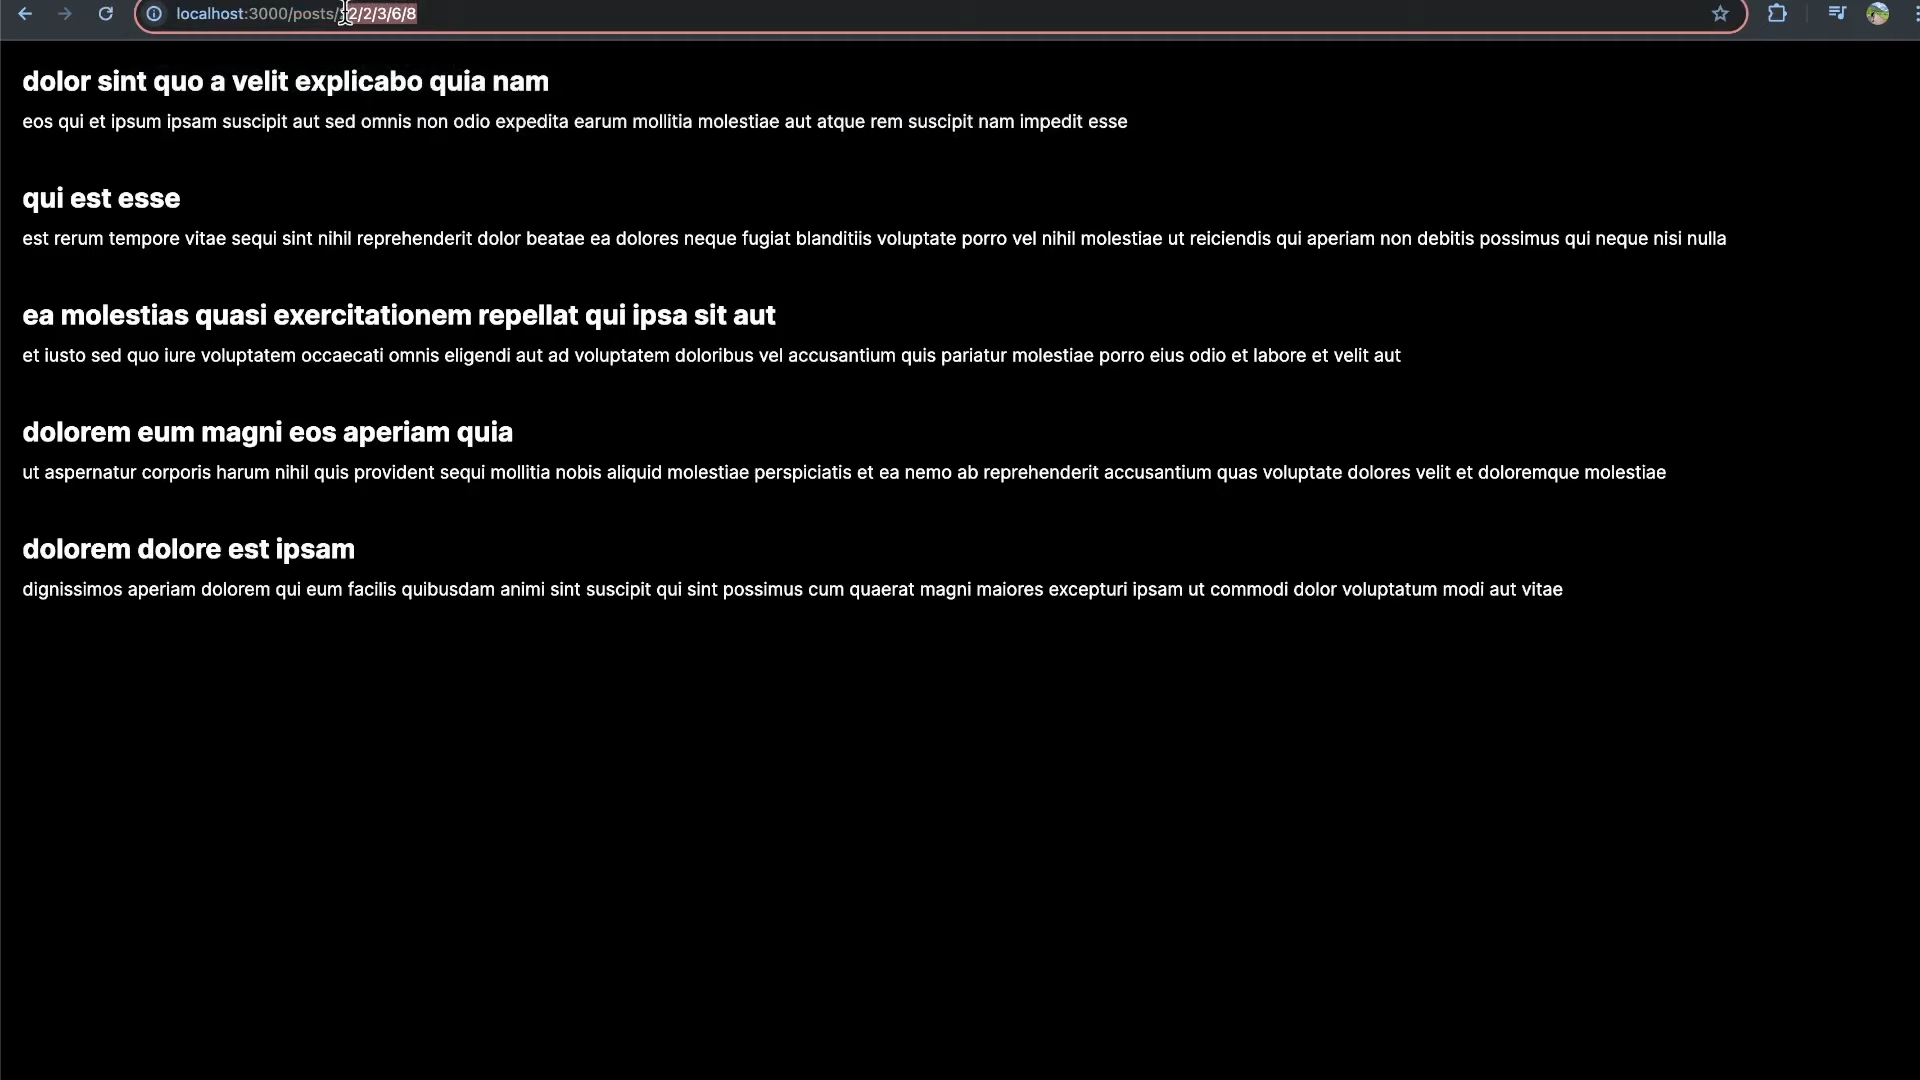 localhost:3000/posts/12/2/3/6/8
dolor sint quo a velit explicabo quia nam
eos qui et ipsum ipsam suscipit aut sed omnis non odio expedita earum mollitia molestiae aut atque rem suscipit nam impedit esse
qui est esse
est rerum tempore vitae sequi sint nihil reprehenderit dolor beatae ea dolores neque fugiat blanditiis voluptate porro vel nihil molestiae ut reiciendis qui aperiam non debitis possimus qui neque nisi nulla
ea molestias quasi exercitationem repellat qui ipsa sit aut
et iusto sed quo iure voluptatem occaecati omnis eligendi aut ad voluptatem doloribus vel accusantium quis pariatur molestiae porro eius odio et labore et velit aut
dolorem eum magni eos aperiam quia
ut aspernatur corporis harum nihil quis provident sequi mollitia nobis aliquid molestiae perspiciatis et ea nemo ab reprehenderit accusantium quas voluptate dolores velit et doloremque molestiae
dolorem dolore est ipsam
dignissimos aperiam dolorem qui eum facilis quibusdam animi sint suscipit qui sint possimus cum quaerat magni maiores excepturi ipsam ut commodi dolor voluptatum modi aut vitae